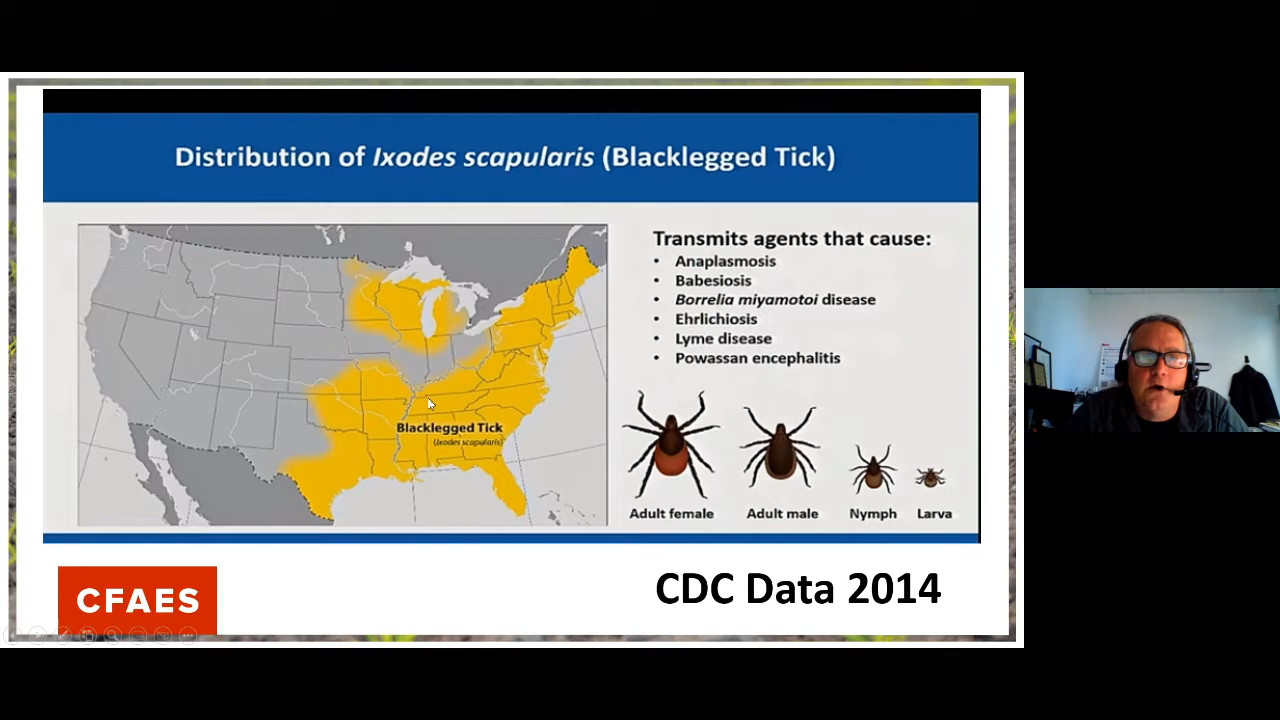 Distribution of Ixodes scapularis (Blacklegged Tick)
Blacklegged Tick
(Ixodes scapularis)
Transmits agents that cause:
• Anaplasmosis
• Babesiosis
• Borrelia miyamotoi disease
• Ehrlichiosis
• Lyme disease
• Powassan encephalitis
Adult female
Adult male
Nymph
Larva
CFAES
CDC Data 2014